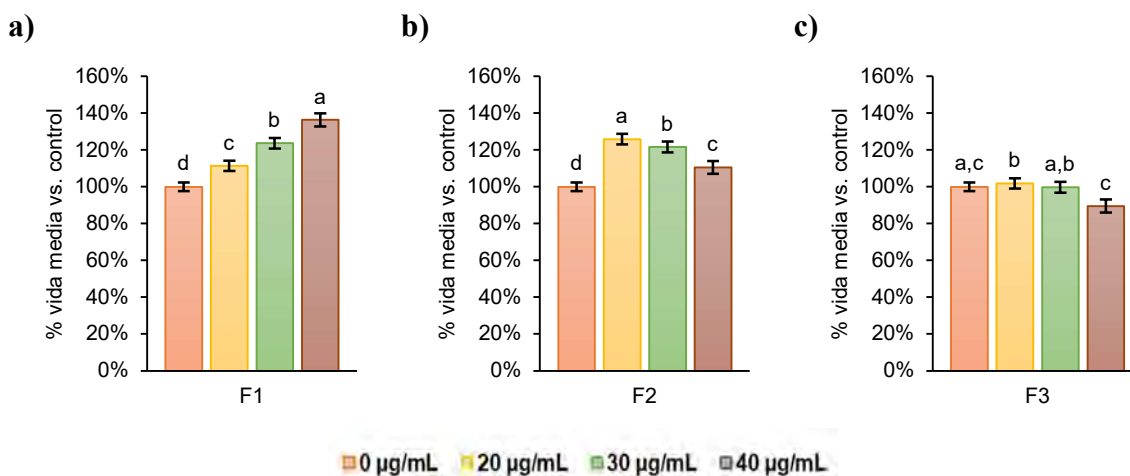 a)
% vida media vs. control
160%
140%
120%
100%
80%
60%
40%
20%
0%
d
c
b
a
F1
b)
% vida media vs. control
160%
140%
120%
100%
80%
60%
40%
20%
0%
d
a
b
c
F2
c)
% vida media vs. control
160%
140%
120%
100%
80%
60%
40%
20%
0%
a,c
b
a,b
c
F3
0 µg/mL 20 µg/mL 30 µg/mL 40 µg/mL